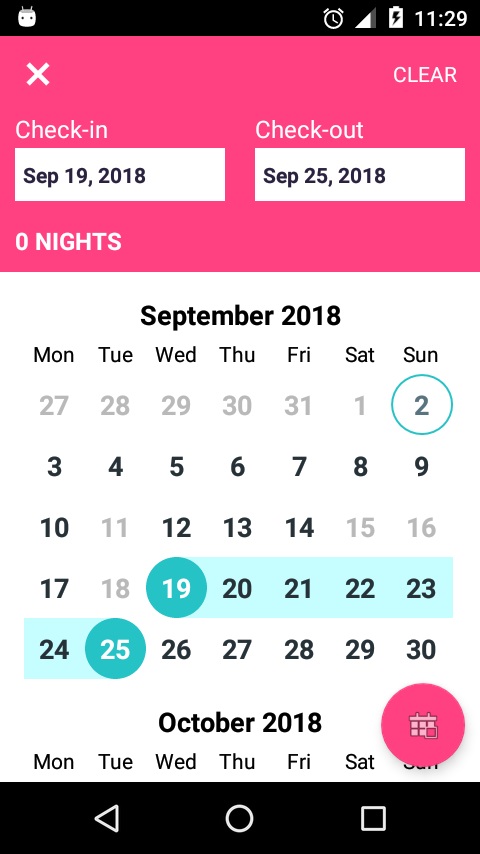 11:29
CLEAR
Check-in Check-out
Sep 19, 2018 Sep 25, 2018
0 NIGHTS
September 2018
Mon Tue Wed Thu Fri Sat Sun
27 28 29 30 31 1 2
3 4 5 6 7 8 9
10 11 12 13 14 15 16
17 18 19 20 21 22 23
24 25 26 27 28 29 30
October 2018
Mon Tue Wed Thu Fri Sat Sun